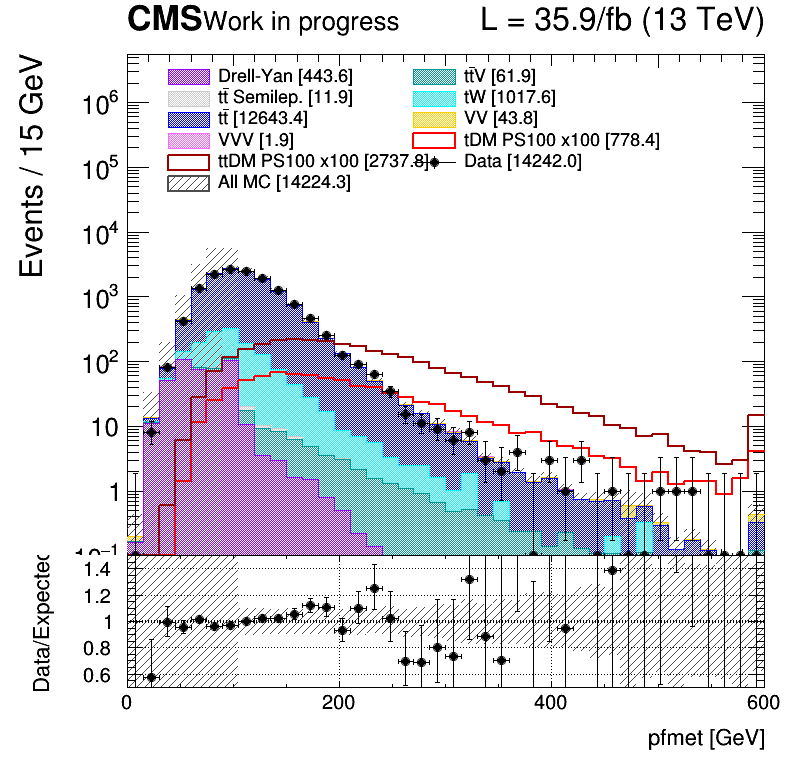 CMS Work in progress L = 35.9/fb (13 TeV)
Drell-Yan [443.6] tt̄V [61.9]
tt̄ Semilep. [11.9] tW [1017.6]
tt̄ [12643.4] VV [43.8]
VVV [1.9] tDM PS100 x100 [778.4]
ttDM PS100 x100 [2737.8] Data [14242.0]
All MC [14224.3]
Events / 15 GeV
10⁶
10⁵
10⁴
10³
10²
10
1
10⁻¹
Data/Expected
1.4
1.2
1
0.8
0.6
0 200 400 600
pfmet [GeV]